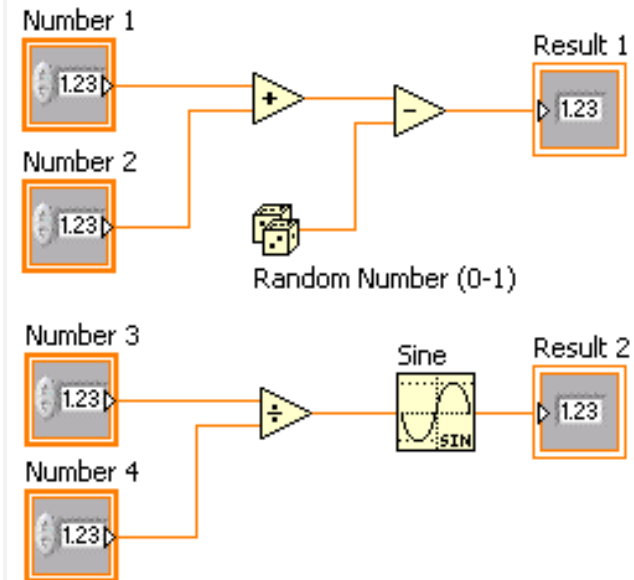 Number 1
1.23
Result 1
1.23
+
−
Number 2
1.23
Random Number (0-1)
Number 3
1.23
÷
Sine
SIN
Result 2
1.23
Number 4
1.23